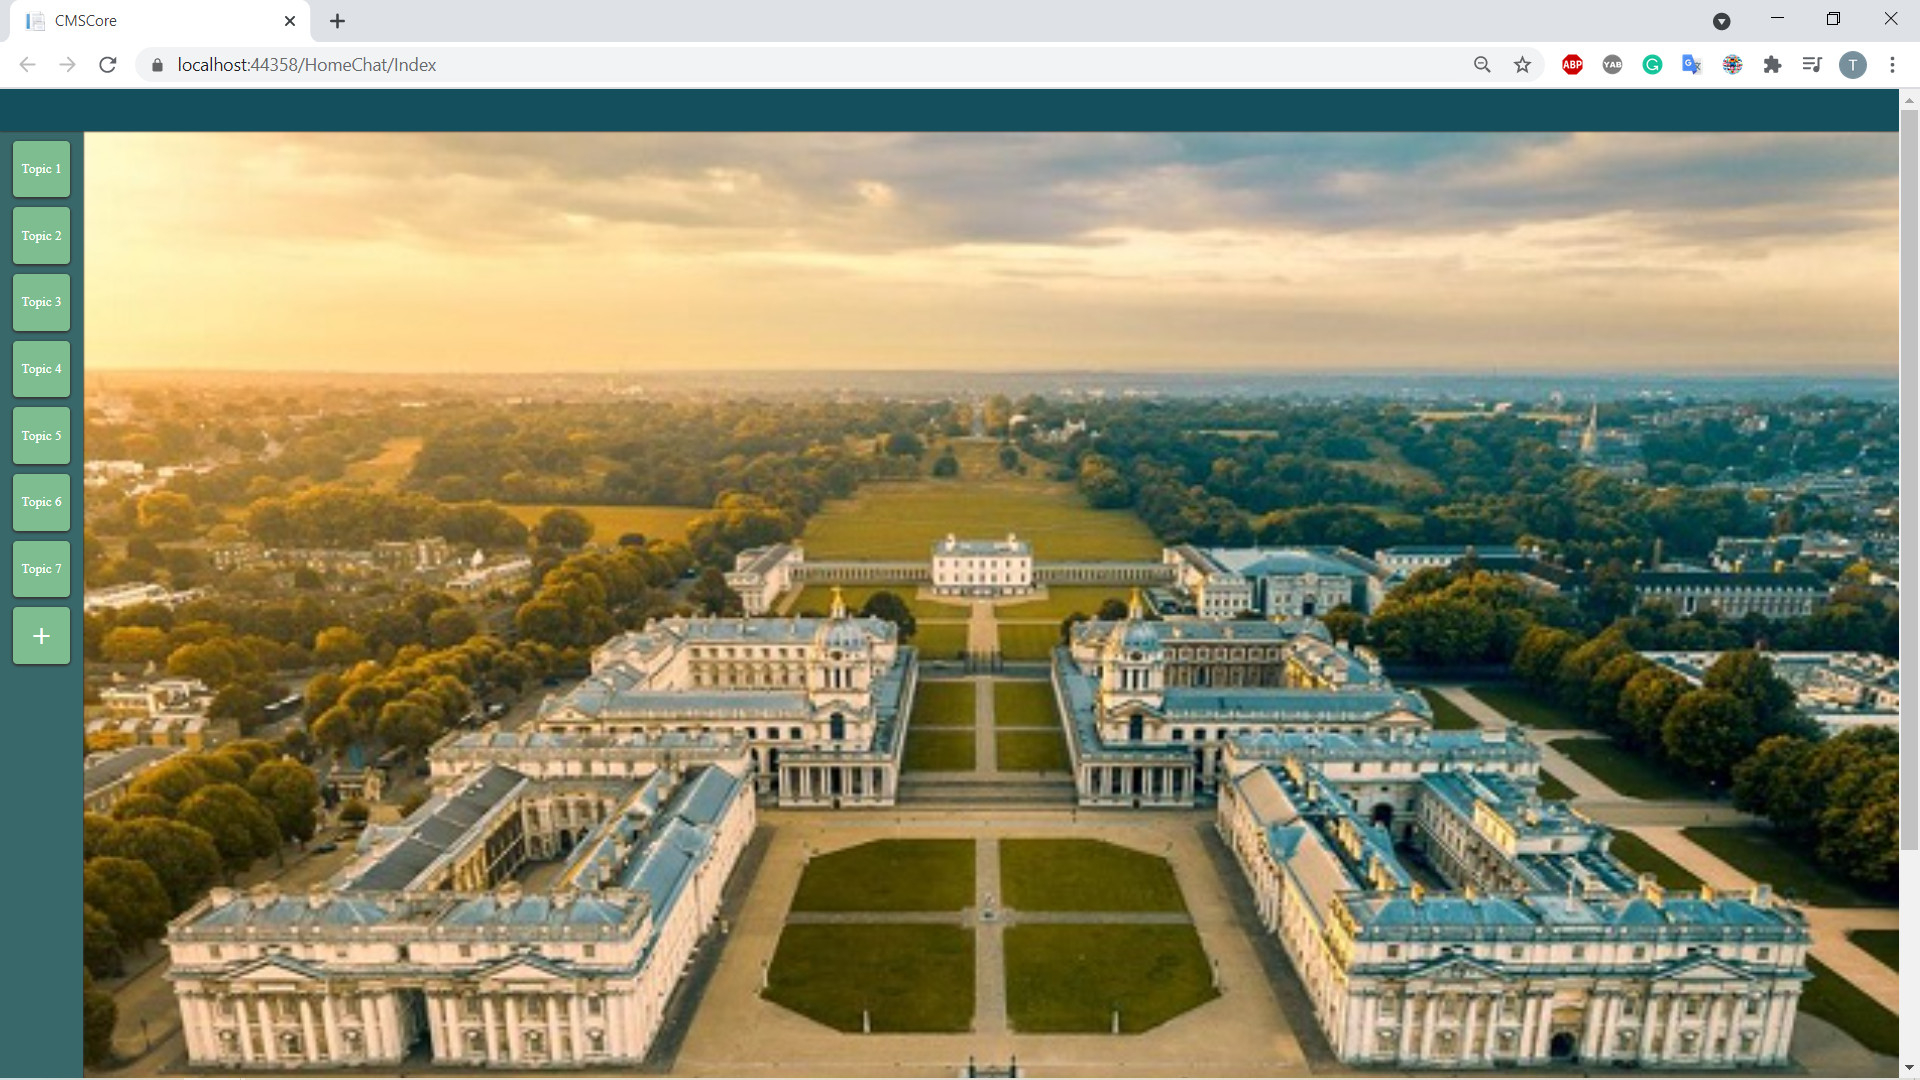 CMSCore
localhost:44358/HomeChat/Index
ABP
YAB
G
T
Topic 1
Topic 2
Topic 3
Topic 4
Topic 5
Topic 6
Topic 7
+